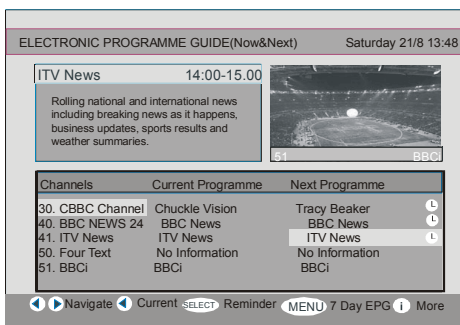 ELECTRONIC PROGRAMME GUIDE(Now&Next) Saturday 21/8 13:48
ITV News 14:00-15.00
Rolling national and international news
including breaking news as it happens,
business updates, sports results and
weather summaries.
51 BBCi
Channels Current Programme Next Programme
30. CBBC Channel Chuckle Vision Tracy Beaker
40. BBC NEWS 24 BBC News BBC News
41. ITV News ITV News ITV News
50. Four Text No Information No Information
51. BBCi BBCi BBCi
Navigate Current SELECT Reminder MENU 7 Day EPG i More